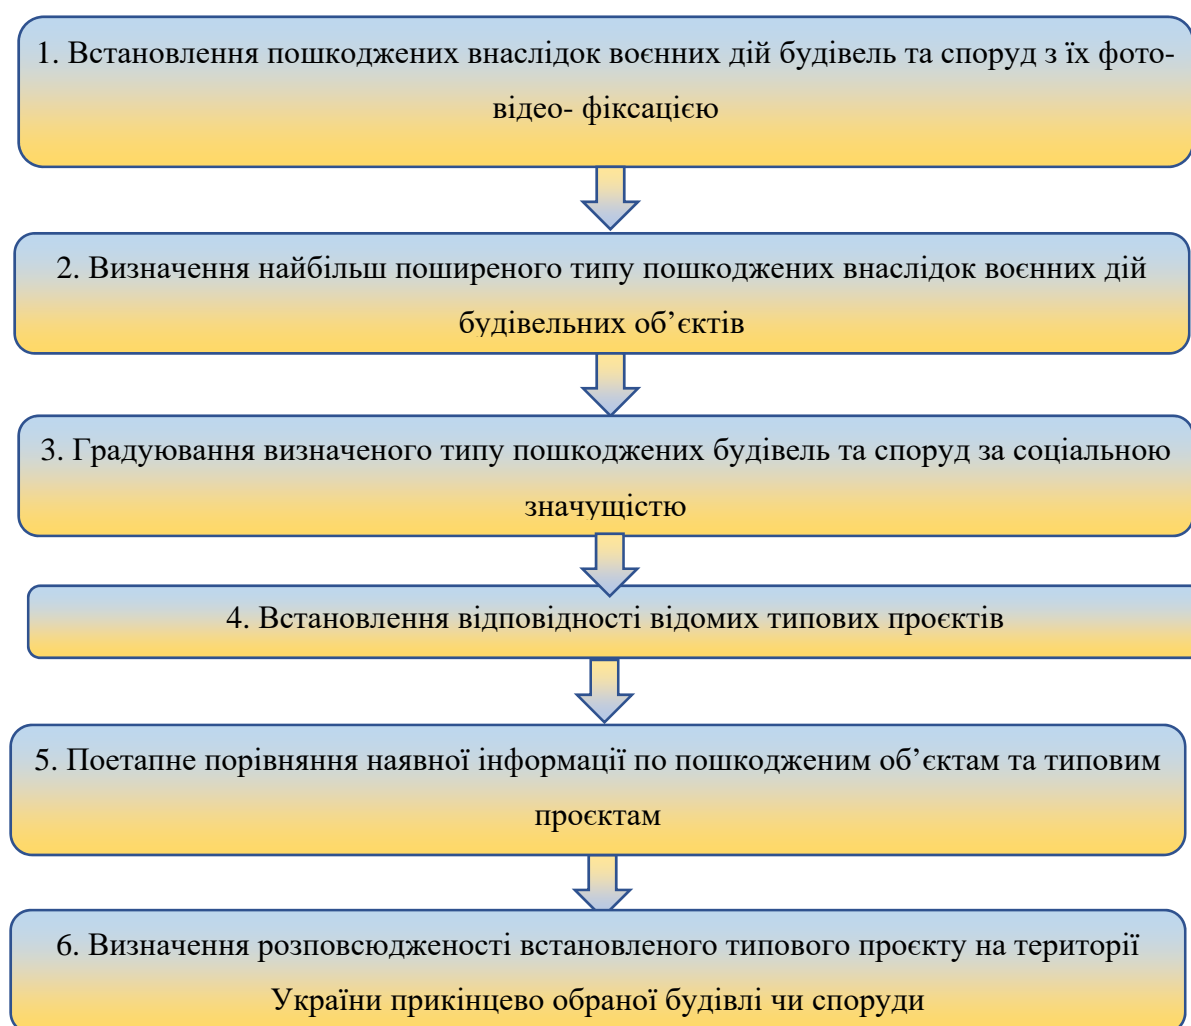 1. Встановлення пошкоджених внаслідок воєнних дій будівель та споруд з їх фото-
відео- фіксацією
2. Визначення найбільш поширеного типу пошкоджених внаслідок воєнних дій
будівельних об’єктів
3. Градуювання визначеного типу пошкоджених будівель та споруд за соціальною
значущістю
4. Встановлення відповідності відомих типових проєктів
5. Поетапне порівняння наявної інформації по пошкодженим об’єктам та типовим
проєктам
6. Визначення розповсюдженості встановленого типового проєкту на території
України прикінцево обраної будівлі чи споруди